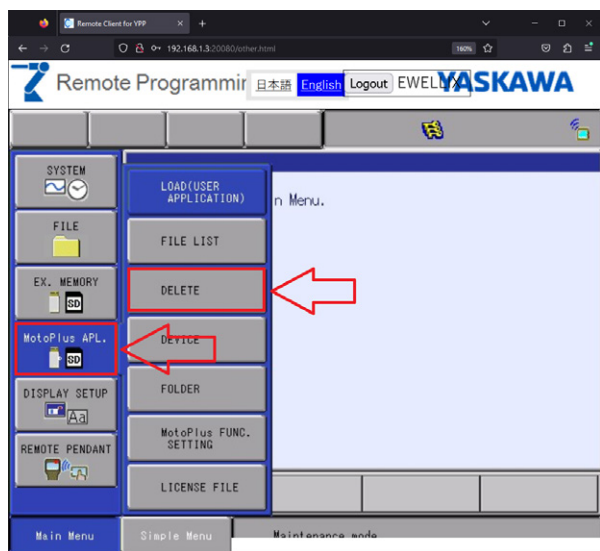 Remote Client for YPP
192.168.1.3:20080/other.html
160%
Remote Programmin
日本語 English Logout EWELLIX
YASKAWA
SYSTEM
FILE
EX. MEMORY
SD
MotoPlus APL.
SD
DISPLAY SETUP
Aa
REMOTE PENDANT
LOAD(USER
APPLICATION)
FILE LIST
DELETE
DEVICE
FOLDER
MotoPlus FUNC.
SETTING
LICENSE FILE
n Menu.
Main Menu
Simple Menu
Maintenance mode